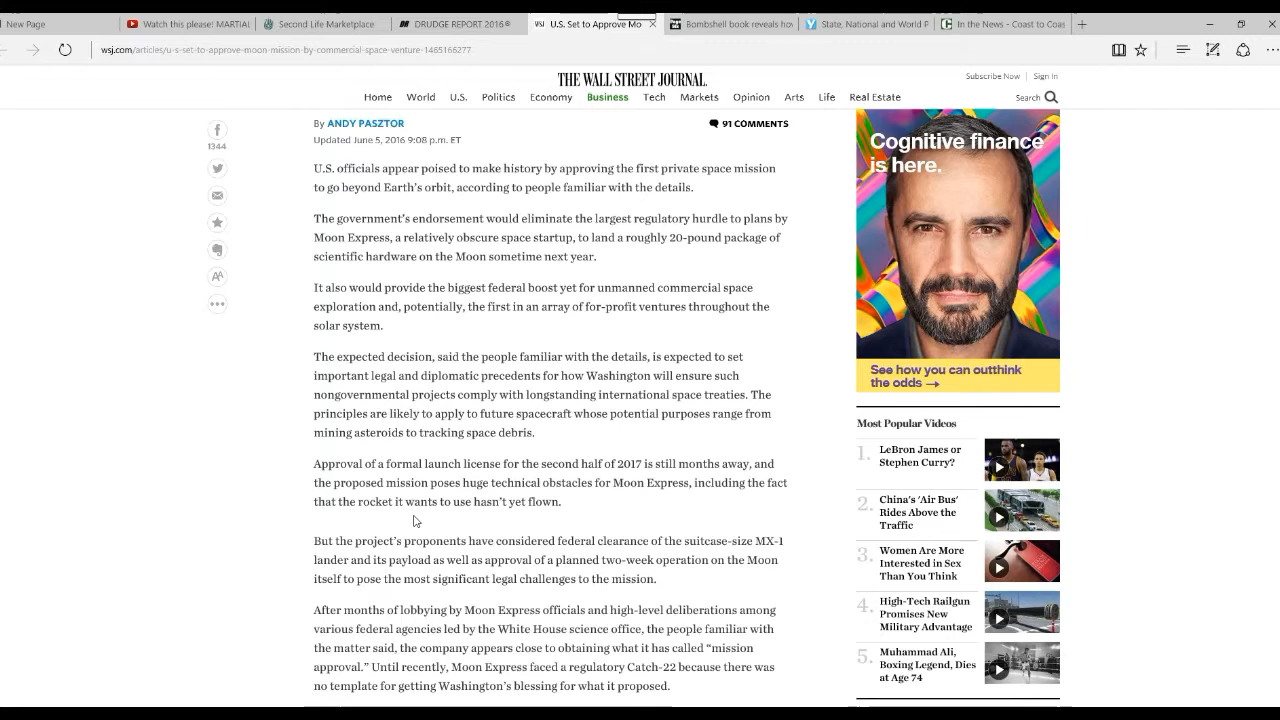 New Page
Watch this please! MARTIAL
Second Life Marketplace
DRUDGE REPORT 2016®
WSJ U.S. Set to Approve Mo
Bombshell book reveals how
State, National and World P
In the News - Coast to Coas
wsj.com/articles/u-s-set-to-approve-moon-mission-by-commercial-space-venture-1465166277
THE WALL STREET JOURNAL.
Subscribe Now | Sign In
Home World U.S. Politics Economy Business Tech Markets Opinion Arts Life Real Estate
Search
By ANDY PASZTOR
91 COMMENTS
Updated June 5, 2016 9:08 p.m. ET
1344
AA
U.S. officials appear poised to make history by approving the first private space mission
to go beyond Earth's orbit, according to people familiar with the details.
The government's endorsement would eliminate the largest regulatory hurdle to plans by
Moon Express, a relatively obscure space startup, to land a roughly 20-pound package of
scientific hardware on the Moon sometime next year.
It also would provide the biggest federal boost yet for unmanned commercial space
exploration and, potentially, the first in an array of for-profit ventures throughout the
solar system.
The expected decision, said the people familiar with the details, is expected to set
important legal and diplomatic precedents for how Washington will ensure such
nongovernmental projects comply with longstanding international space treaties. The
principles are likely to apply to future spacecraft whose potential purposes range from
mining asteroids to tracking space debris.
Approval of a formal launch license for the second half of 2017 is still months away, and
the proposed mission poses huge technical obstacles for Moon Express, including the fact
that the rocket it wants to use hasn't yet flown.
But the project's proponents have considered federal clearance of the suitcase-size MX-1
lander and its payload as well as approval of a planned two-week operation on the Moon
itself to pose the most significant legal challenges to the mission.
After months of lobbying by Moon Express officials and high-level deliberations among
various federal agencies led by the White House science office, the people familiar with
the matter said, the company appears close to obtaining what it has called “mission
approval.” Until recently, Moon Express faced a regulatory Catch-22 because there was
no template for getting Washington's blessing for what it proposed.
Cognitive finance
is here.
See how you can outthink
the odds →
Most Popular Videos
1. LeBron James or
Stephen Curry?
2. China's 'Air Bus'
Rides Above the
Traffic
3. Women Are More
Interested in Sex
Than You Think
4. High-Tech Railgun
Promises New
Military Advantage
5. Muhammad Ali,
Boxing Legend, Dies
at Age 74